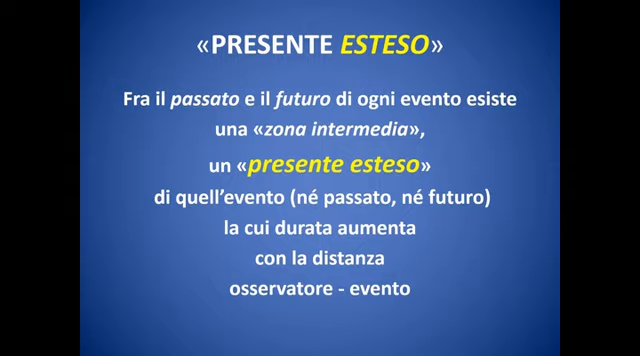 «PRESENTE ESTESO»
Fra il passato e il futuro di ogni evento esiste
una «zona intermedia»,
un «presente esteso»
di quell’evento (né passato, né futuro)
la cui durata aumenta
con la distanza
osservatore - evento